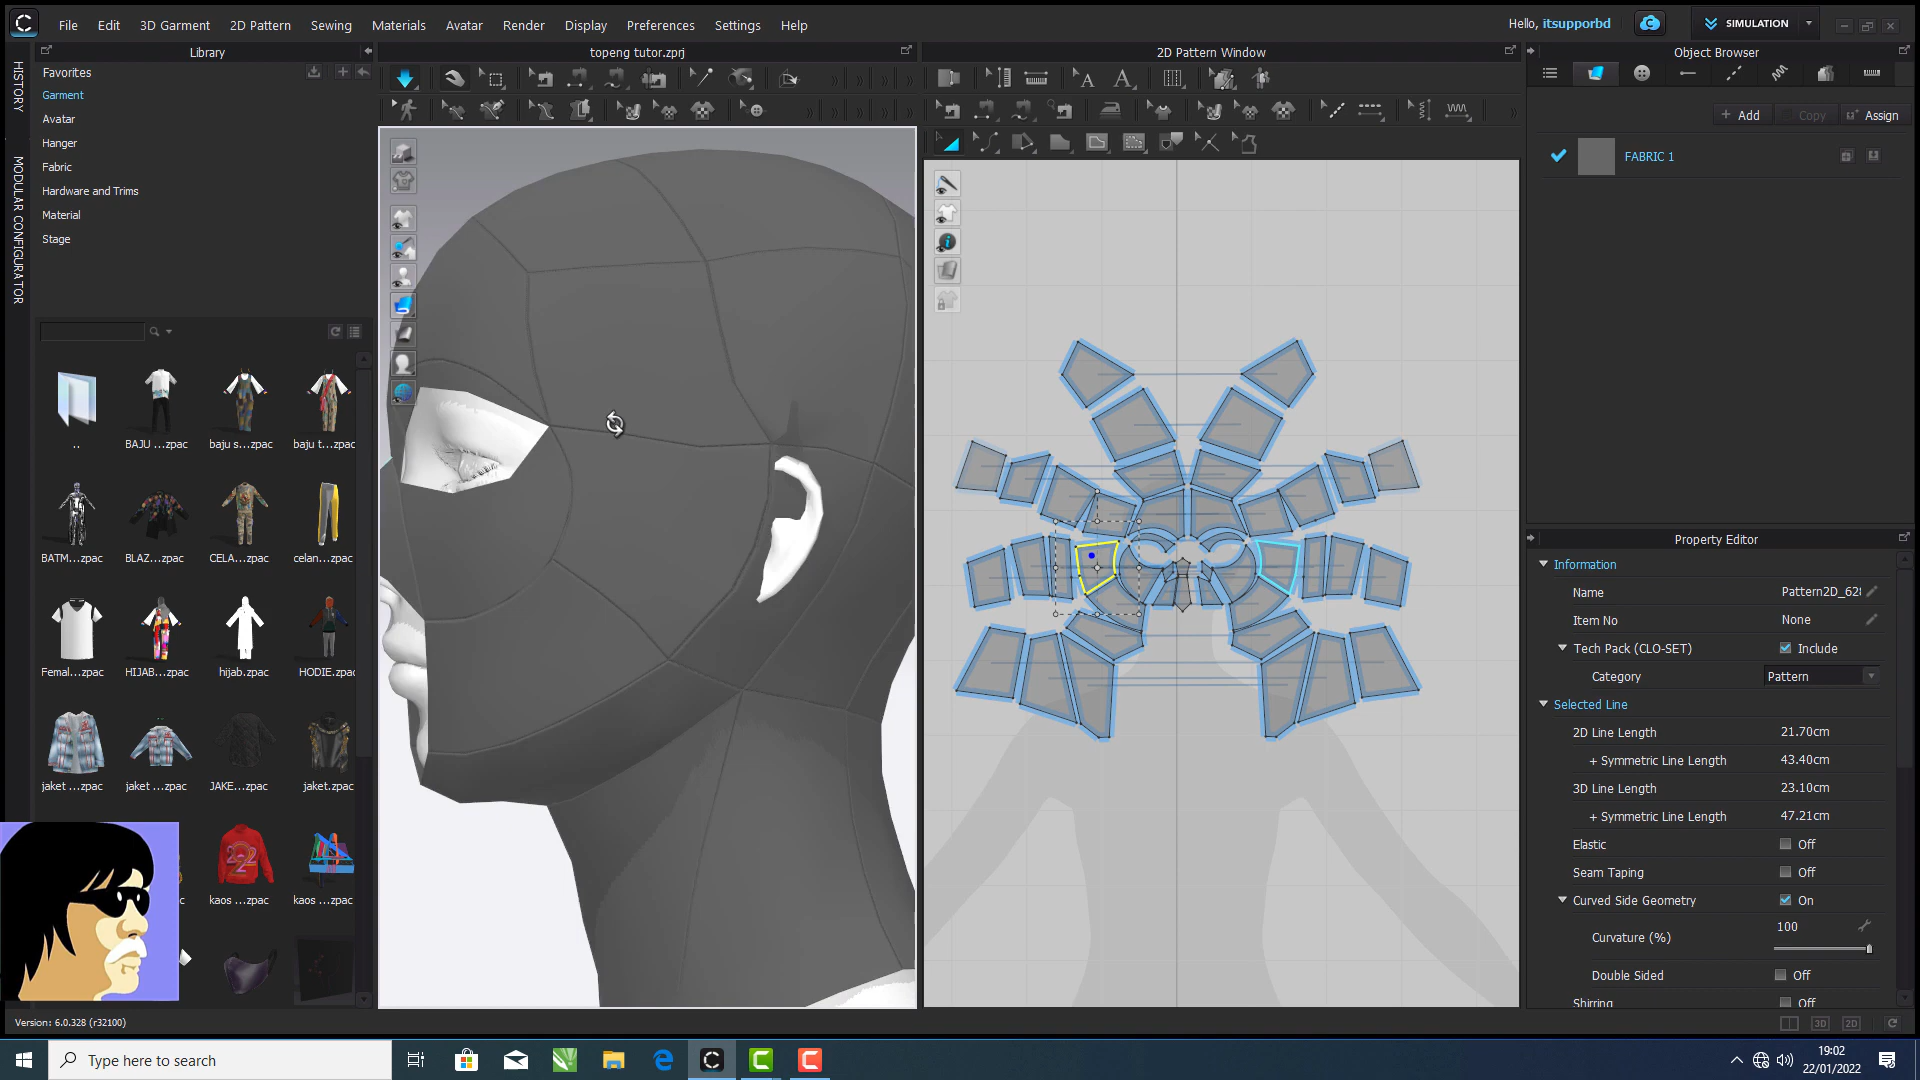 File Edit 3D Garment 2D Pattern Sewing Materials Avatar Render Display Preferences Settings Help
Hello, itsupporbd
SIMULATION
Library
topeng tutor.zprj
2D Pattern Window
Object Browser
HISTORY
MODULAR CONFIGURATOR
Favorites
Garment
Avatar
Hanger
Fabric
Hardware and Trims
Material
Stage
+ Add
Copy
Assign
FABRIC 1
..
BAJU ...zpac
baju s...zpac
baju t...zpac
BATM...zpac
BLAZ...zpac
CELA...zpac
celan...zpac
Femal...zpac
HIJAB...zpac
hijab.zpac
HODIE.zpac
jaket ...zpac
jaket ...zpac
JAKE...zpac
jaket.zpac
kaos ...zpac
kaos ...zpac
Property Editor
Information
Name Pattern2D_628
Item No None
Tech Pack (CLO-SET) Include
Category Pattern
Selected Line
2D Line Length 21.70cm
+ Symmetric Line Length 43.40cm
3D Line Length 23.10cm
+ Symmetric Line Length 47.21cm
Elastic Off
Seam Taping Off
Curved Side Geometry On
Curvature (%) 100
Double Sided Off
Shirring Off
Version: 6.0.328 (r32100)
3D
2D
Type here to search
19:02
22/01/2022